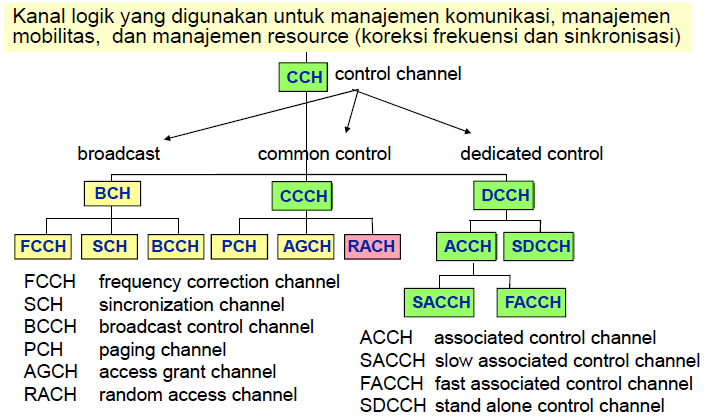 Kanal logik yang digunakan untuk manajemen komunikasi, manajemen
mobilitas, dan manajemen resource (koreksi frekuensi dan sinkronisasi)
CCH control channel
broadcast common control dedicated control
BCH CCCH DCCH
FCCH SCH BCCH PCH AGCH RACH ACCH SDCCH
SACCH FACCH
FCCH frequency correction channel
SCH sincronization channel
BCCH broadcast control channel
PCH paging channel
AGCH access grant channel
RACH random access channel
ACCH associated control channel
SACCH slow associated control channel
FACCH fast associated control channel
SDCCH stand alone control channel